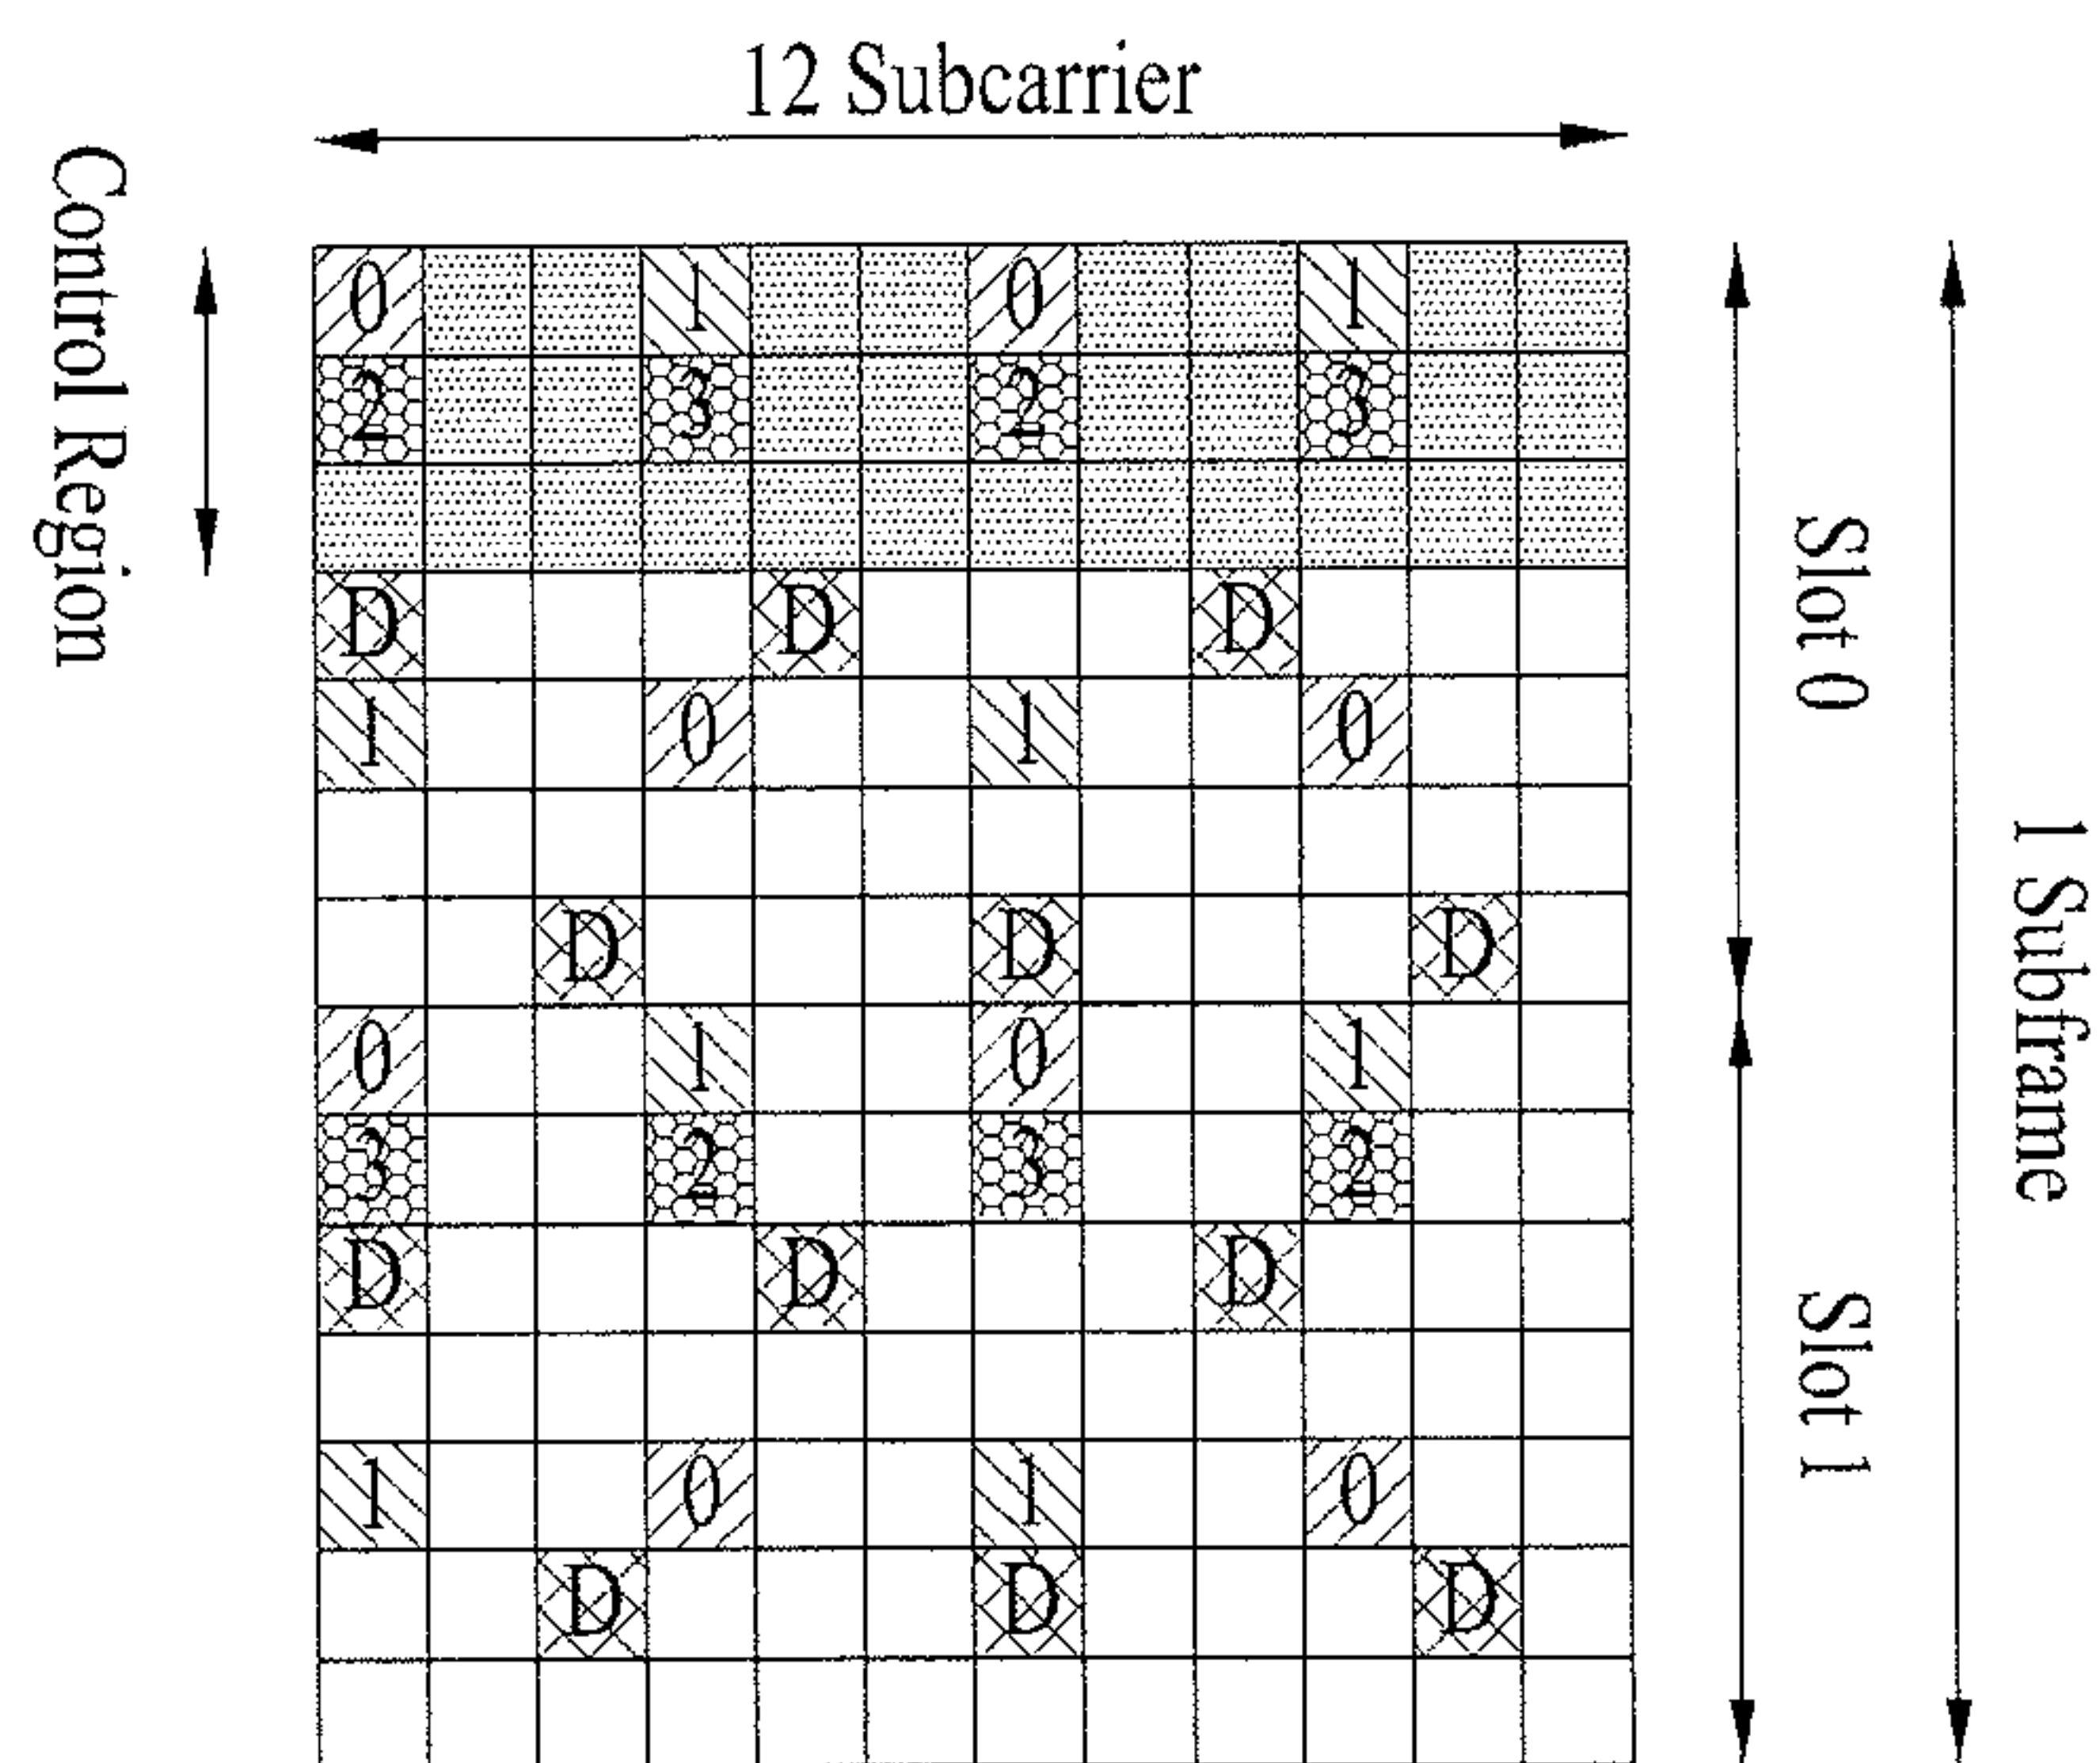 12 Subcarrier
Control Region
0 1 0 1
2 3 2 3
D D D
1 0 1 0
D D D
0 1 0 1
3 2 3 2
D D D
1 0 1 0
D D D
Slot 0
Slot 1
1 Subframe